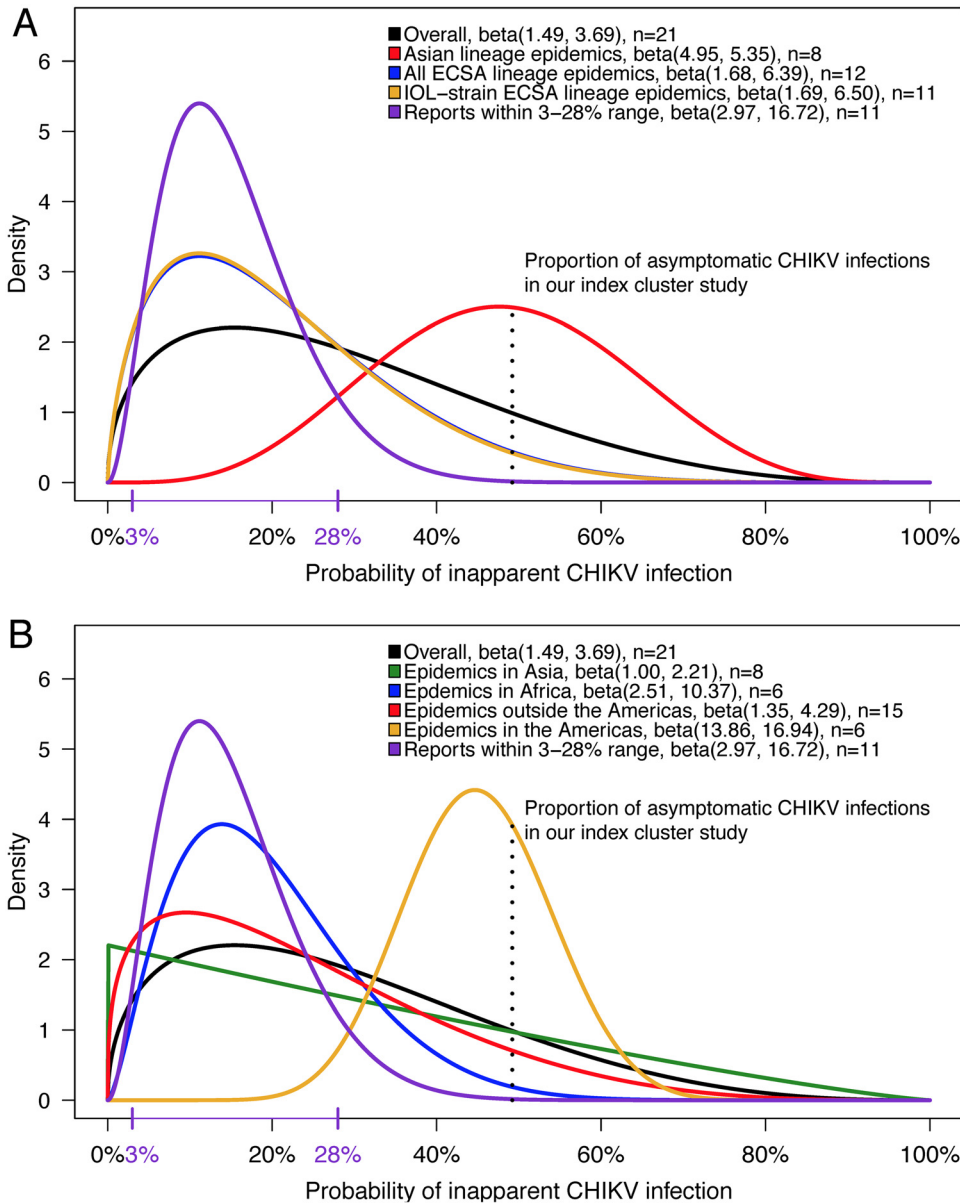 A
Overall, beta(1.49, 3.69), n=21
Asian lineage epidemics, beta(4.95, 5.35), n=8
All ECSA lineage epidemics, beta(1.68, 6.39), n=12
IOL−strain ECSA lineage epidemics, beta(1.69, 6.50), n=11
Reports within 3−28% range, beta(2.97, 16.72), n=11
Proportion of asymptomatic CHIKV infections
in our index cluster study
Density
6
5
4
3
2
1
0
0% 3% 20% 28% 40% 60% 80% 100%
Probability of inapparent CHIKV infection
B
Overall, beta(1.49, 3.69), n=21
Epidemics in Asia, beta(1.00, 2.21), n=8
Epdemics in Africa, beta(2.51, 10.37), n=6
Epidemics outside the Americas, beta(1.35, 4.29), n=15
Epidemics in the Americas, beta(13.86, 16.94), n=6
Reports within 3−28% range, beta(2.97, 16.72), n=11
Proportion of asymptomatic CHIKV infections
in our index cluster study
Density
6
5
4
3
2
1
0
0% 3% 20% 28% 40% 60% 80% 100%
Probability of inapparent CHIKV infection